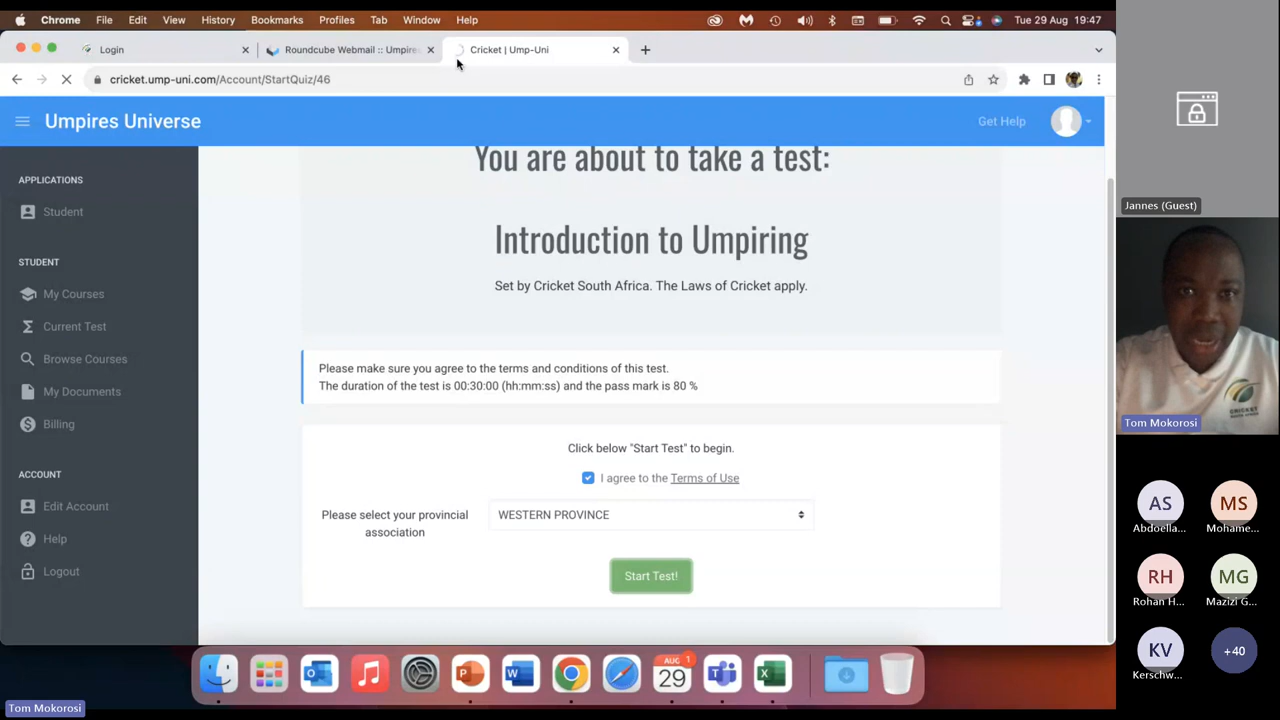 Chrome File Edit View History Bookmarks Profiles Tab Window Help Tue 29 Aug 19:47
Login Roundcube Webmail :: Umpires Cricket | Ump-Uni
cricket.ump-uni.com/Account/StartQuiz/46
Umpires Universe Get Help
APPLICATIONS
Student
STUDENT
My Courses
Current Test
Browse Courses
My Documents
Billing
ACCOUNT
Edit Account
Help
Logout
You are about to take a test:
Introduction to Umpiring
Set by Cricket South Africa. The Laws of Cricket apply.
Please make sure you agree to the terms and conditions of this test.
The duration of the test is 00:30:00 (hh:mm:ss) and the pass mark is 80 %
Click below "Start Test" to begin.
I agree to the Terms of Use
Please select your provincial
association
WESTERN PROVINCE
Start Test!
AUG 1
29
Tom Mokorosi
Jannes (Guest)
CRICKET
Tom Mokorosi
AS MS
Abdoella... Mohame...
RH MG
Rohan H... Mazizi G...
KV +40
Kerschw...